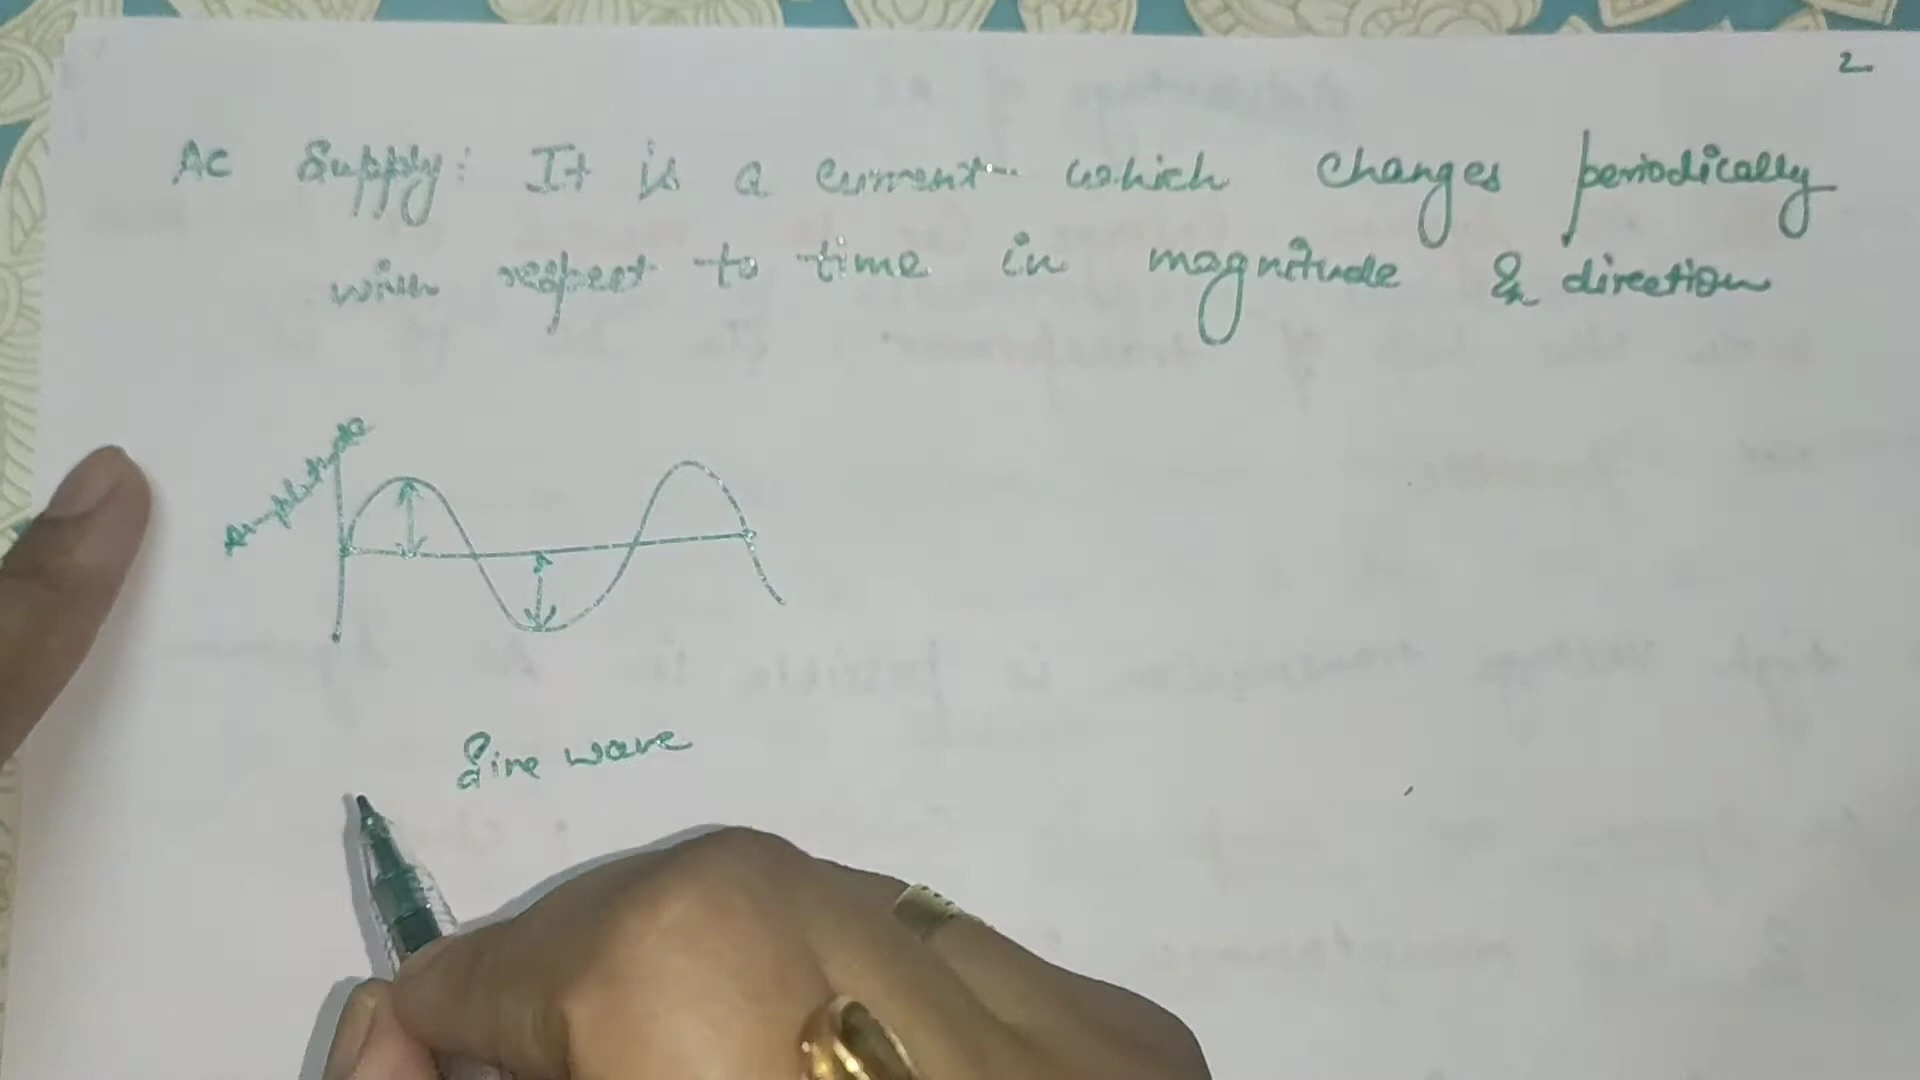 2
AC Supply: It is a current which changes periodically
with respect to time in magnitude & direction
Amplitude
Sine wave